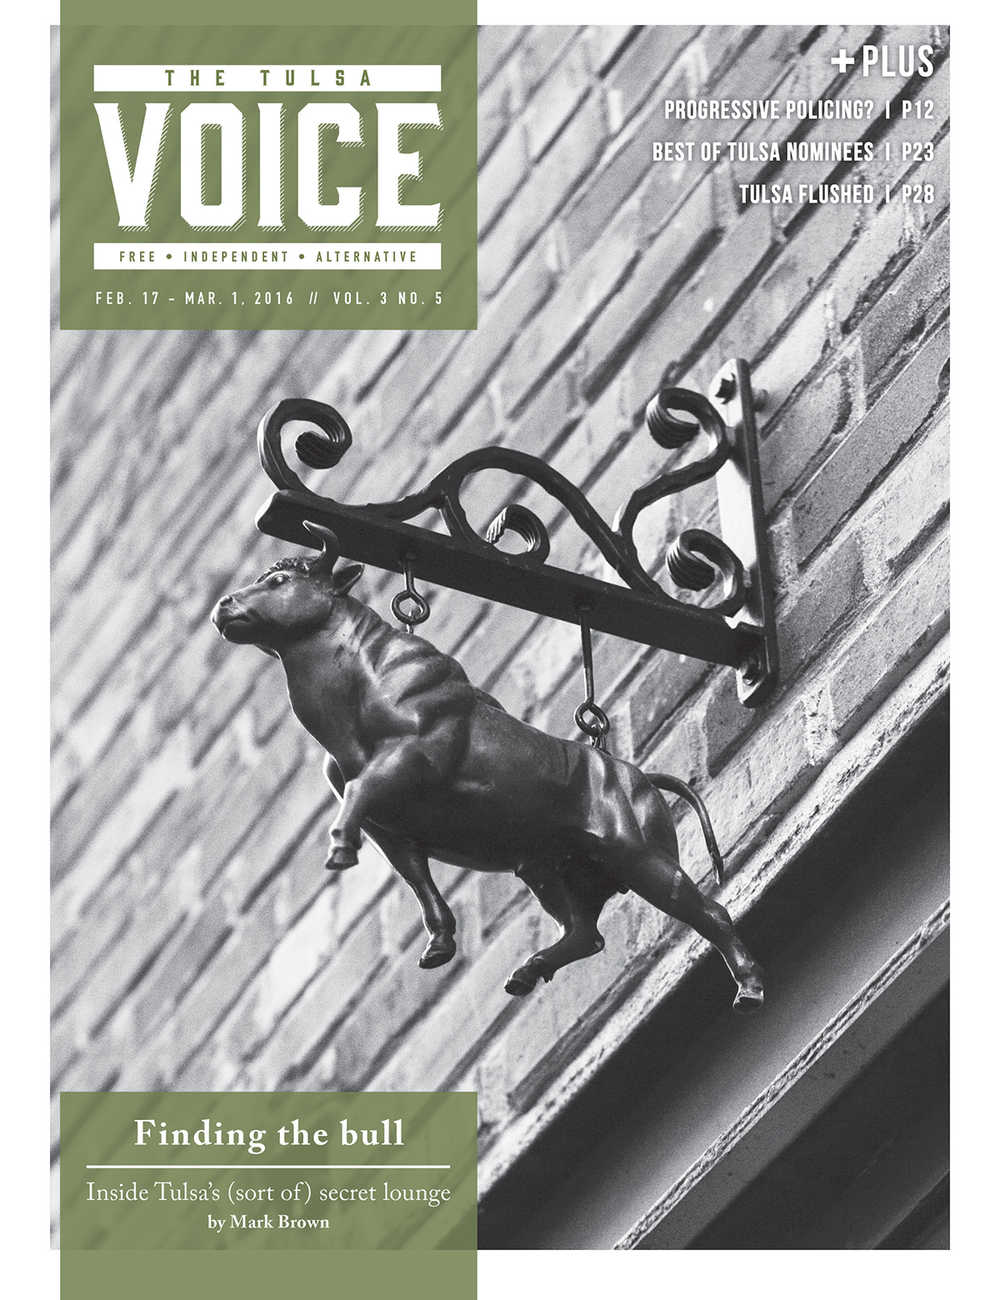 THE TULSA
VOICE
FREE • INDEPENDENT • ALTERNATIVE
FEB. 17 – MAR. 1, 2016 // VOL. 3 NO. 5
+PLUS
PROGRESSIVE POLICING? | P12
BEST OF TULSA NOMINEES | P23
TULSA FLUSHED | P28
Finding the bull
Inside Tulsa's (sort of) secret lounge
by Mark Brown